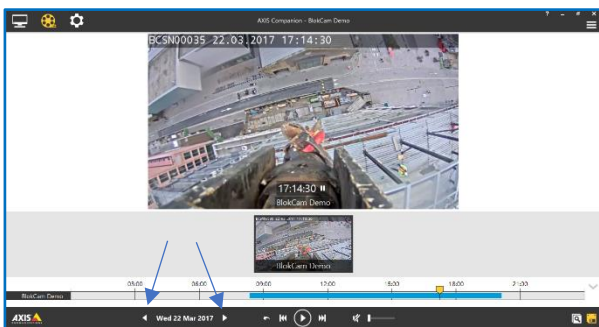 AXIS Companion - BlokCam Demo
BCSN00035 22.03.2017 17:14:30
17:14:30
BlokCam Demo
BlokCam Demo
03:00 06:00 09:00 12:00 15:00 18:00 21:00
BlokCam Demo
AXIS Wed 22 Mar 2017